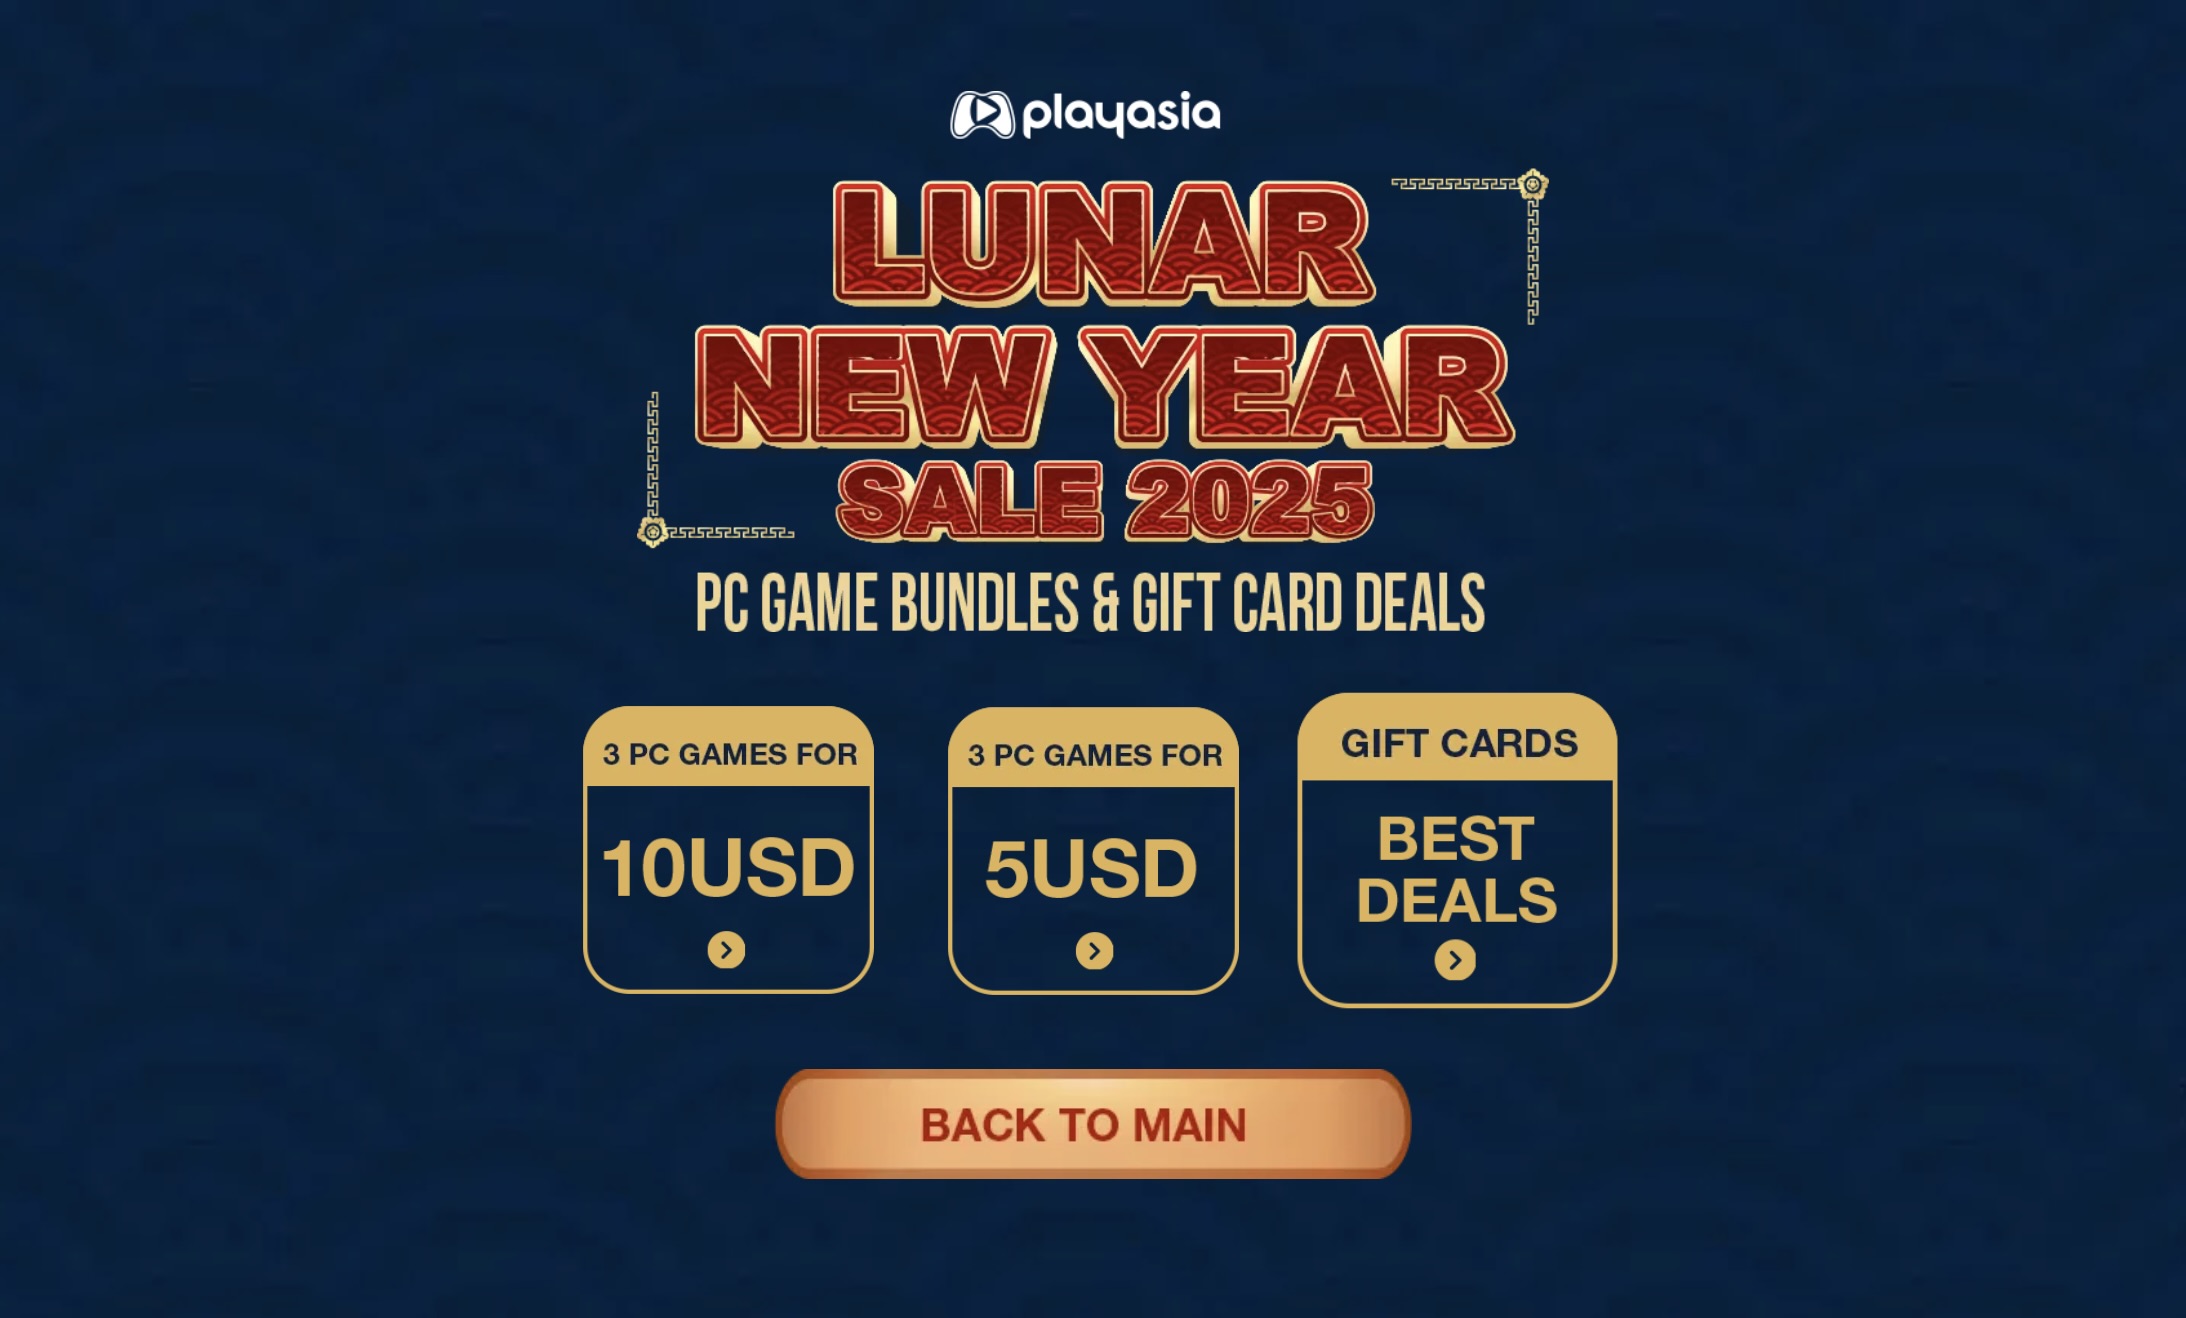 playasia
LUNAR
NEW YEAR
SALE 2025
PC GAME BUNDLES & GIFT CARD DEALS
3 PC GAMES FOR
10USD
3 PC GAMES FOR
5USD
GIFT CARDS
BEST
DEALS
BACK TO MAIN